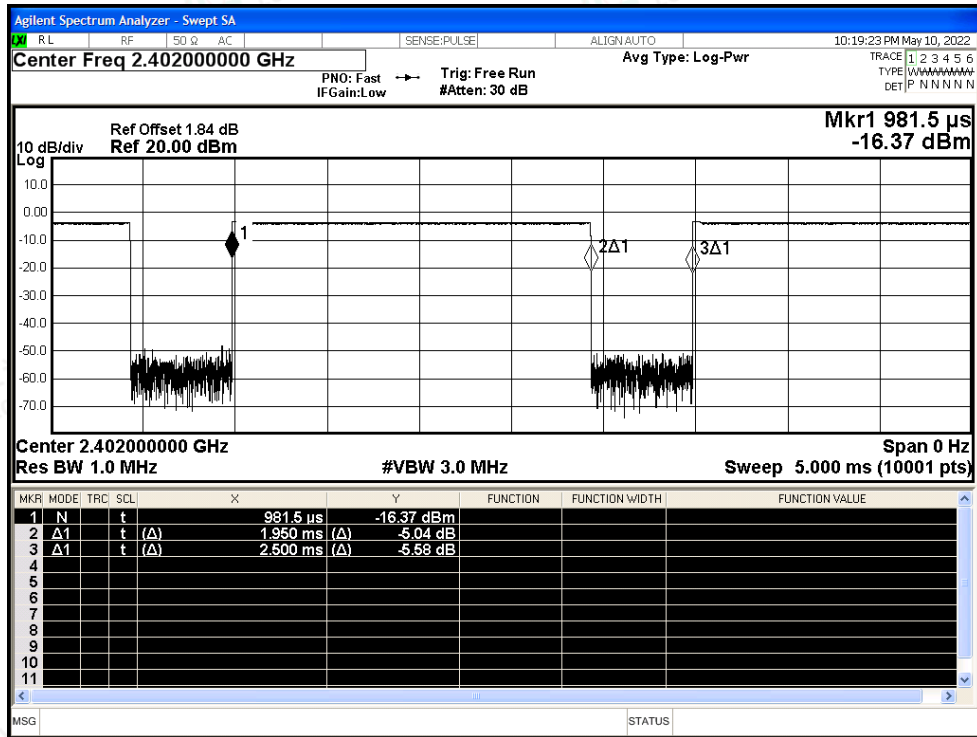 Agilent Spectrum Analyzer - Swept SA
LXI RL RF 50 Ω AC SENSE:PULSE ALIGN AUTO 10:19:23 PM May 10, 2022
Center Freq 2.402000000 GHz
PNO: Fast
IFGain:Low
Trig: Free Run
#Atten: 30 dB
Avg Type: Log-Pwr
TRACE 1 2 3 4 5 6
TYPE
DET P N N N N N
Mkr1 981.5 µs
-16.37 dBm
Ref Offset 1.84 dB
10 dB/div Ref 20.00 dBm
Log
10.0
0.00
-10.0
-20.0
-30.0
-40.0
-50.0
-60.0
-70.0
1
2Δ1
3Δ1
Center 2.402000000 GHz Span 0 Hz
Res BW 1.0 MHz #VBW 3.0 MHz Sweep 5.000 ms (10001 pts)
MKR MODE TRC SCL X Y FUNCTION FUNCTION WIDTH FUNCTION VALUE
1 N t 981.5 µs -16.37 dBm
2 Δ1 t (Δ) 1.950 ms (Δ) -5.04 dB
3 Δ1 t (Δ) 2.500 ms (Δ) -5.58 dB
4
5
6
7
8
9
10
11
MSG STATUS